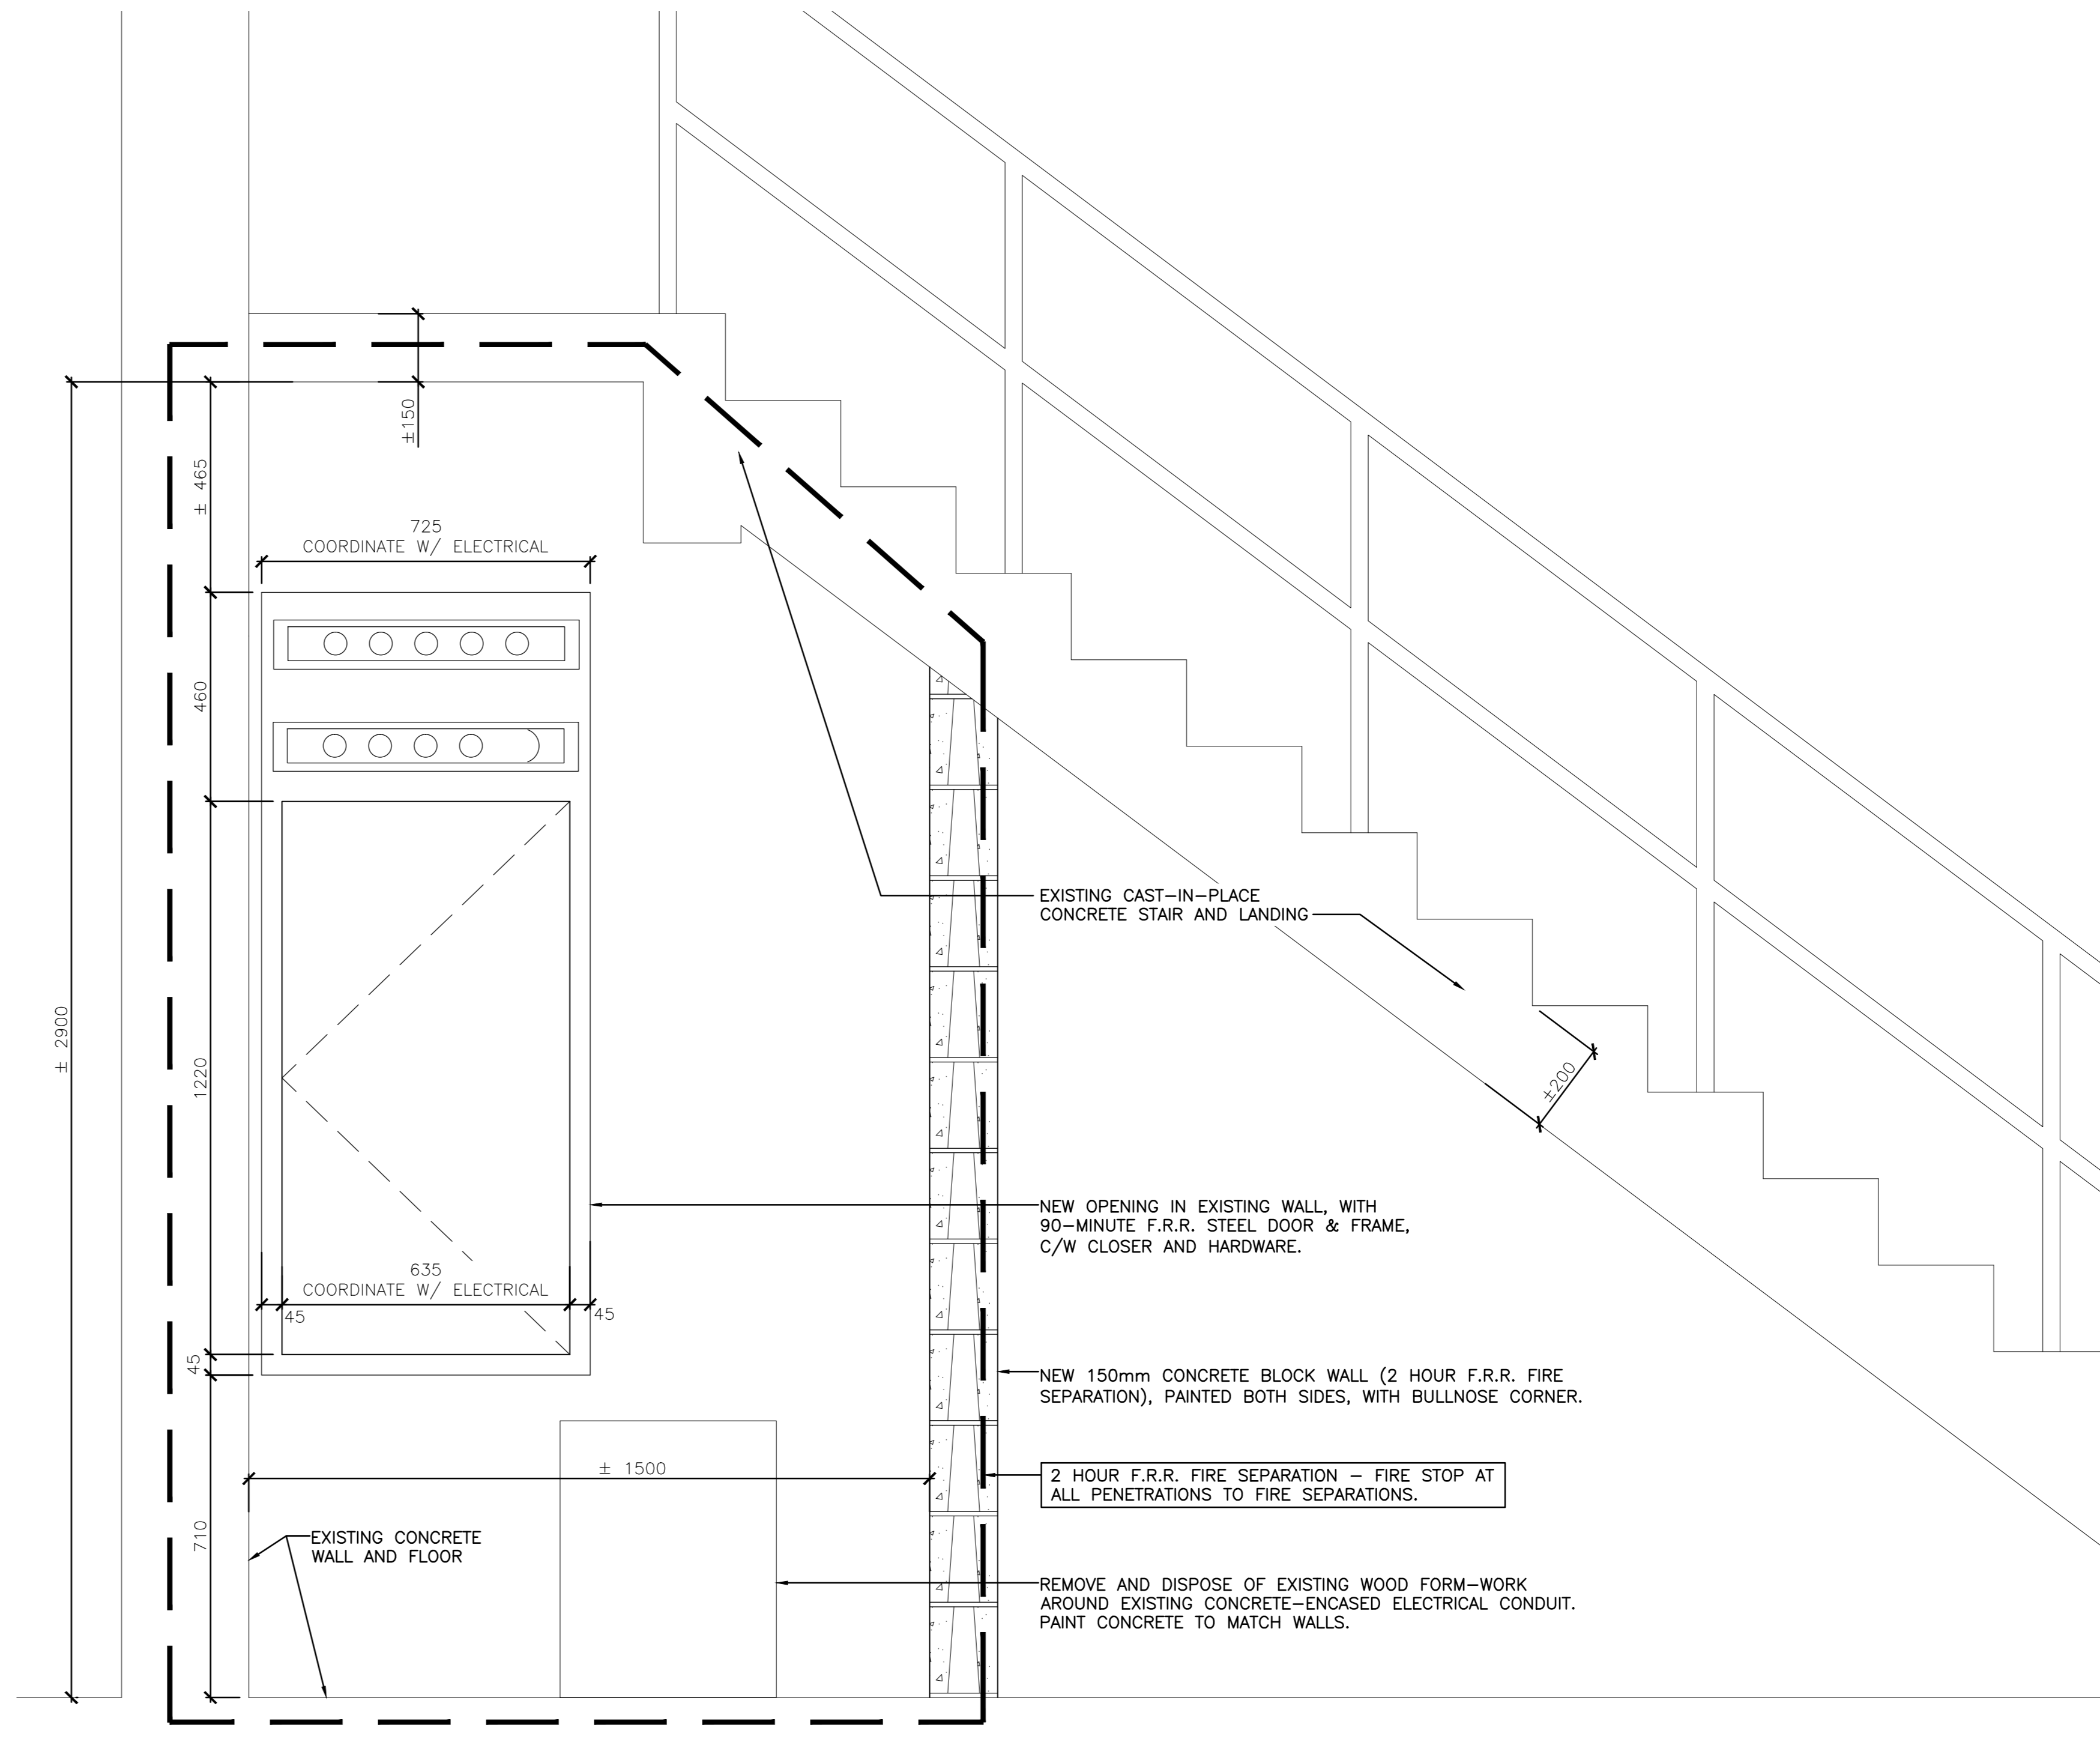 ±150
± 465
725
COORDINATE W/ ELECTRICAL
460
± 2900
1220
EXISTING CAST-IN-PLACE
CONCRETE STAIR AND LANDING
±200
NEW OPENING IN EXISTING WALL, WITH
90-MINUTE F.R.R. STEEL DOOR & FRAME,
C/W CLOSER AND HARDWARE.
635
COORDINATE W/ ELECTRICAL
45
45
45
NEW 150mm CONCRETE BLOCK WALL (2 HOUR F.R.R. FIRE
SEPARATION), PAINTED BOTH SIDES, WITH BULLNOSE CORNER.
± 1500
2 HOUR F.R.R. FIRE SEPARATION – FIRE STOP AT
ALL PENETRATIONS TO FIRE SEPARATIONS.
710
EXISTING CONCRETE
WALL AND FLOOR
REMOVE AND DISPOSE OF EXISTING WOOD FORM-WORK
AROUND EXISTING CONCRETE-ENCASED ELECTRICAL CONDUIT.
PAINT CONCRETE TO MATCH WALLS.